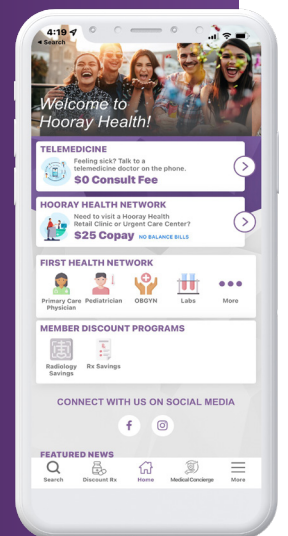 4:19
Search
Welcome to
Hooray Health!
TELEMEDICINE
Feeling sick? Talk to a
telemedicine doctor on the phone.
$0 Consult Fee
HOORAY HEALTH NETWORK
Need to visit a Hooray Health
Retail Clinic or Urgent Care Center?
$25 Copay NO BALANCE BILLS
FIRST HEALTH NETWORK
Primary Care Physician
Pediatrician
OBGYN
Labs
More
MEMBER DISCOUNT PROGRAMS
Radiology Savings
Rx Savings
CONNECT WITH US ON SOCIAL MEDIA
FEATURED NEWS
Search Discount Rx Home Medical Concierge More